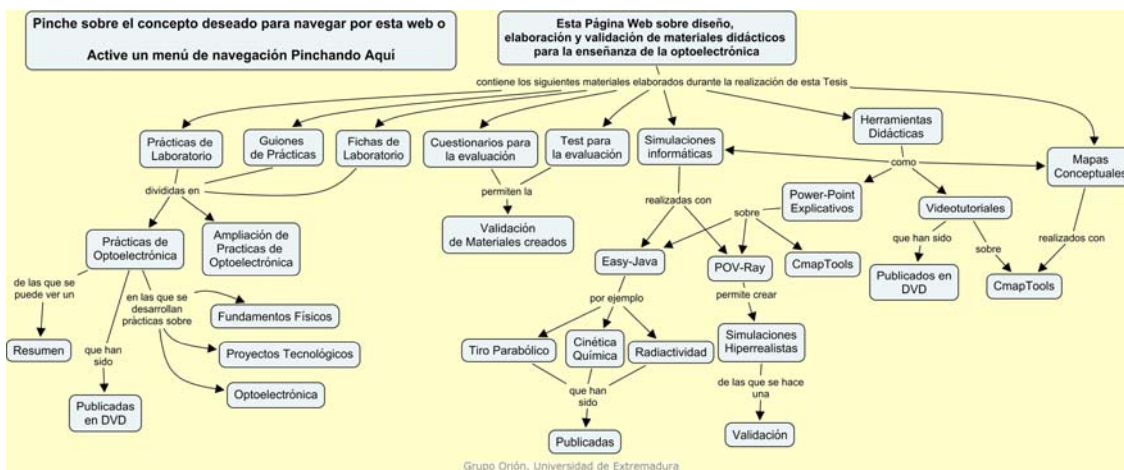 Pinche sobre el concepto deseado para navegar por esta web o
Active un menú de navegación Pinchando Aquí
Esta Página Web sobre diseño,
elaboración y validación de materiales didácticos
para la enseñanza de la optoelectrónica
contiene los siguientes materiales elaborados durante la realización de esta Tesis
Prácticas de
Laboratorio
Guiones
de Prácticas
Fichas de
Laboratorio
Cuestionarios para
la evaluación
Test para
la evaluación
Simulaciones
informáticas
Herramientas
Didácticas
Mapas
Conceptuales
divididas en
permiten la
realizadas con
como
Prácticas de
Optoelectrónica
Ampliación de
Practicas de
Optoelectrónica
Validación
de Materiales creados
Power-Point
Explicativos
Videotutoriales
sobre
que han sido
sobre
realizados con
Easy-Java
POV-Ray
CmapTools
Publicados en
DVD
CmapTools
de las que se
puede ver un
en las que se
desarrollan
prácticas sobre
por ejemplo
permite crear
Fundamentos Físicos
Resumen
que han
sido
Proyectos Tecnológicos
Tiro Parabólico
Cinética
Química
Radiactividad
Simulaciones
Hiperrealistas
Optoelectrónica
que han
sido
de las que se hace
una
Publicadas
en DVD
Publicadas
Validación
Grupo Orión. Universidad de Extremadura